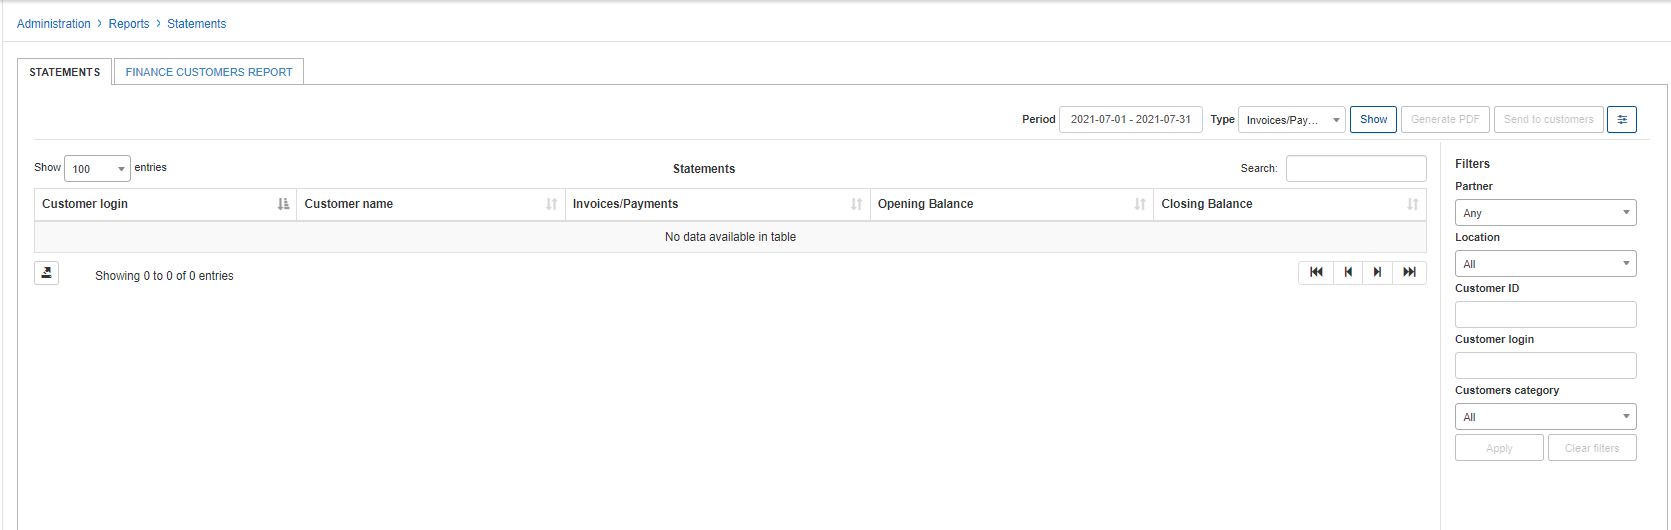 Administration > Reports > Statements
STATEMENTS FINANCE CUSTOMERS REPORT
Period 2021-07-01 - 2021-07-31 Type Invoices/Pay... Show Generate PDF Send to customers
Show 100 entries Statements Search:
Customer login Customer name Invoices/Payments Opening Balance Closing Balance
No data available in table
Showing 0 to 0 of 0 entries
Filters
Partner
Any
Location
All
Customer ID
Customer login
Customers category
All
Apply Clear filters